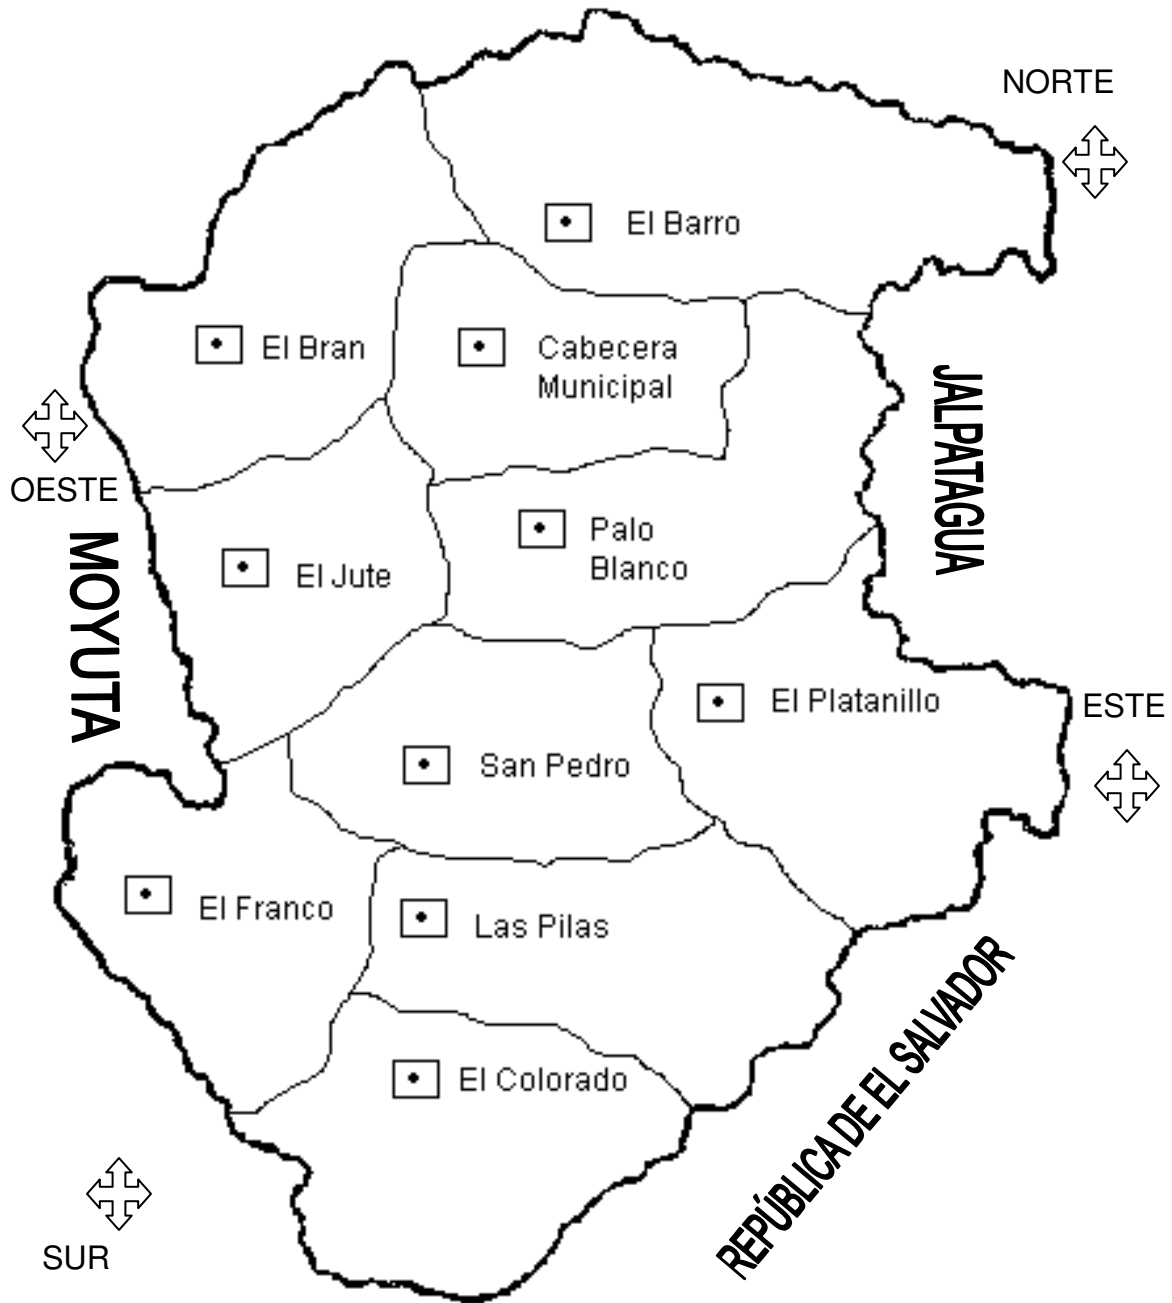 NORTE
El Barro
El Bran
Cabecera
Municipal
JALPATAGUA
OESTE
MOYUTA
Palo
Blanco
El Jute
El Platanillo
ESTE
San Pedro
El Franco
Las Pilas
REPÚBLICA DE EL SALVADOR
El Colorado
SUR